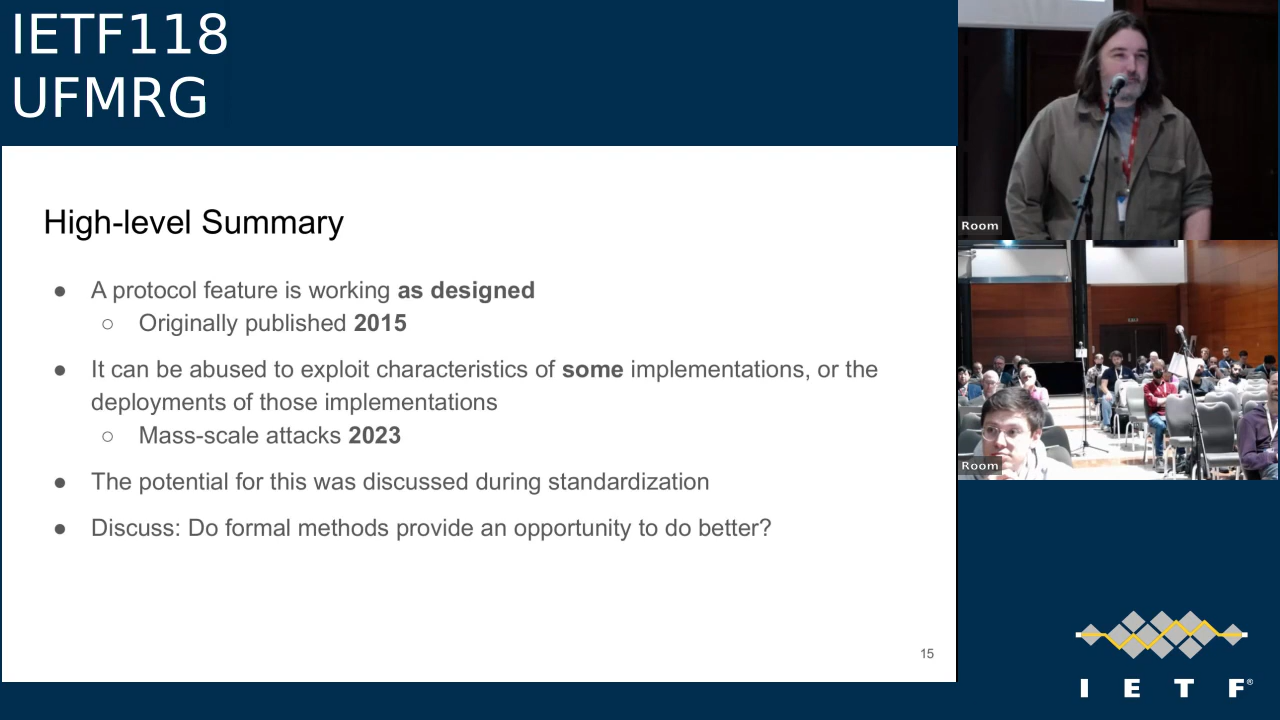 IETF118
UFMRG
High-level Summary
● A protocol feature is working as designed
○ Originally published 2015
● It can be abused to exploit characteristics of some implementations, or the
deployments of those implementations
○ Mass-scale attacks 2023
● The potential for this was discussed during standardization
● Discuss: Do formal methods provide an opportunity to do better?
15
Room
Room
I E T F®